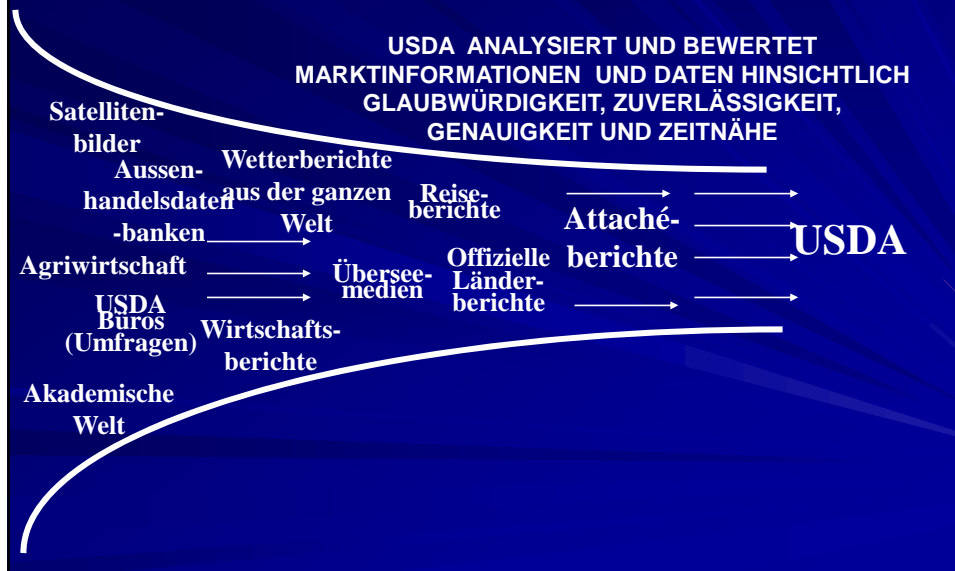 USDA ANALYSIERT UND BEWERTET
MARKTINFORMATIONEN UND DATEN HINSICHTLICH
GLAUBWÜRDIGKEIT, ZUVERLÄSSIGKEIT,
GENAUIGKEIT UND ZEITNÄHE
Satelliten-
bilder
Aussen-
handelsdaten
-banken
Wetterberichte
aus der ganzen
Welt
Reise-
berichte
Attaché-
berichte
USDA
Agriwirtschaft
Übersee-
medien
Offizielle
Länder-
berichte
USDA
Büros
(Umfragen)
Wirtschafts-
berichte
Akademische
Welt